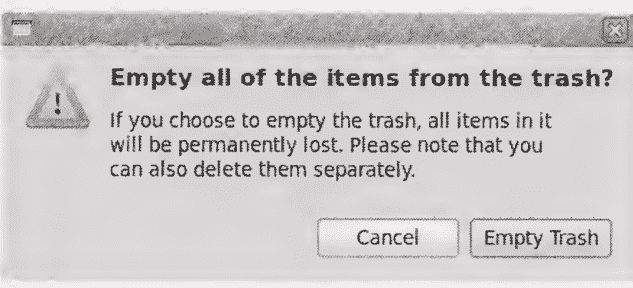 Empty all of the items from the trash?
If you choose to empty the trash, all items in it
will be permanently lost. Please note that you
can also delete them separately.
Cancel
Empty Trash